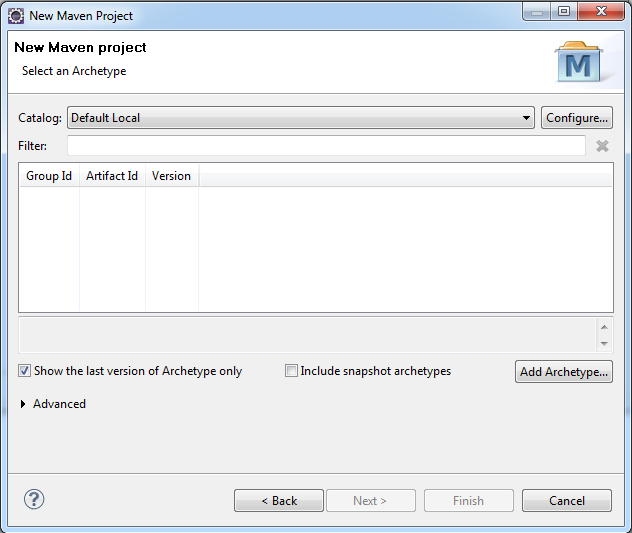 New Maven Project
New Maven project
Select an Archetype
M
Catalog: Default Local Configure...
Filter:
Group Id Artifact Id Version
Show the last version of Archetype only Include snapshot archetypes Add Archetype...
Advanced
? < Back Next > Finish Cancel